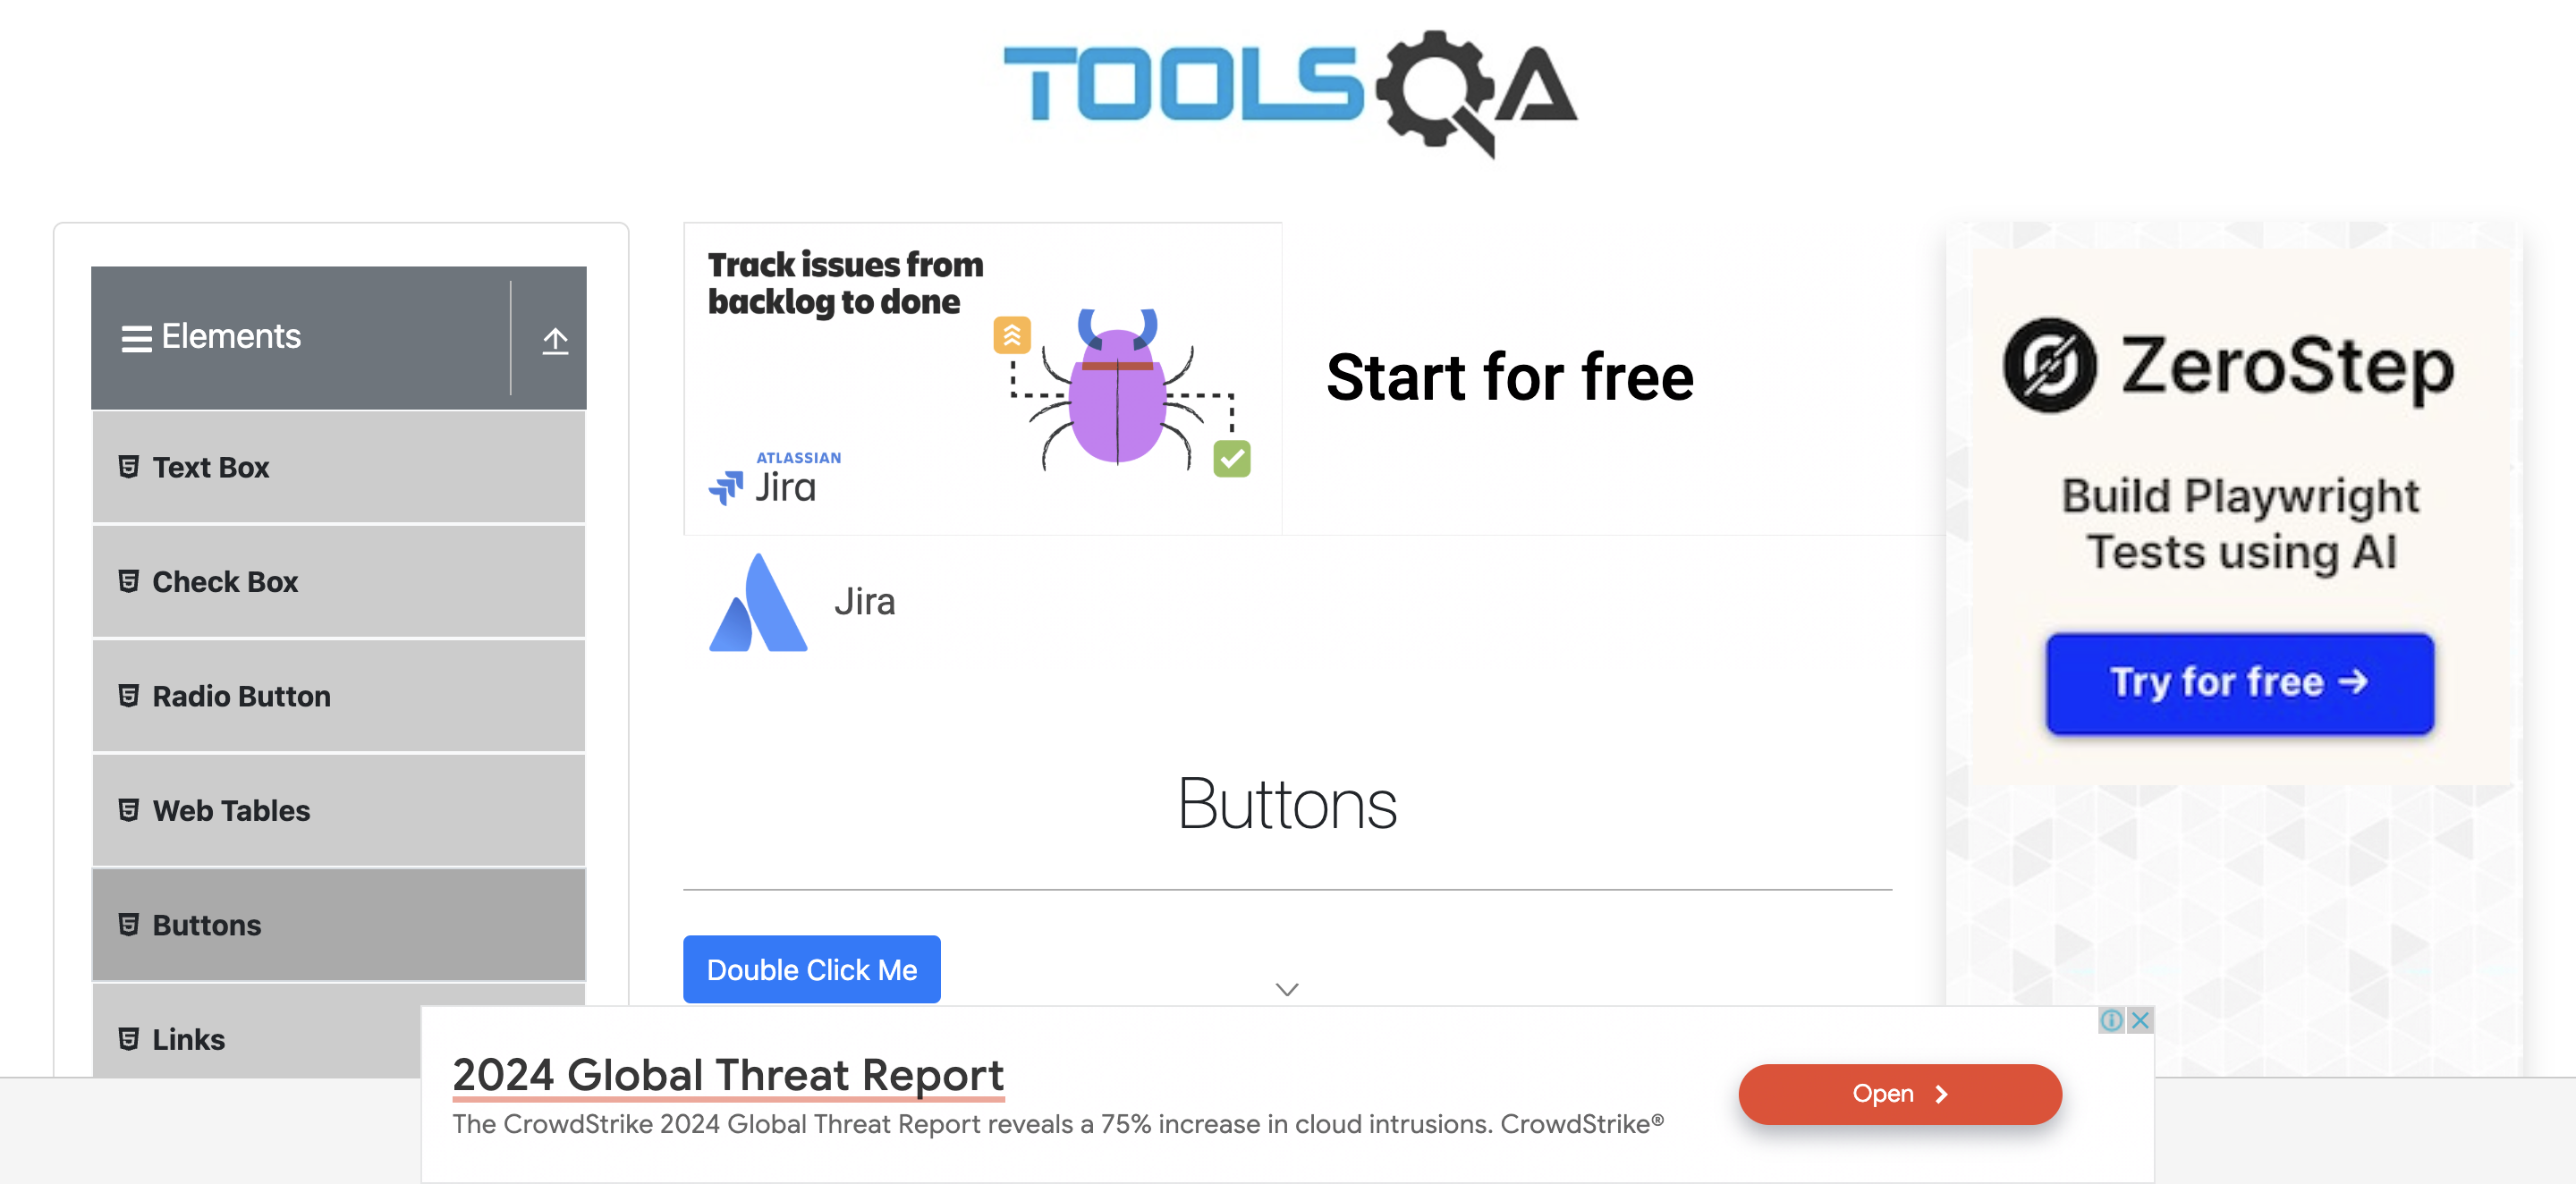 TOOLSQA
Elements
Text Box
Check Box
Radio Button
Web Tables
Buttons
Links
Track issues from
backlog to done
ATLASSIAN
Jira
Start for free
Jira
Buttons
Double Click Me
ZeroStep
Build Playwright
Tests using AI
Try for free →
2024 Global Threat Report
The CrowdStrike 2024 Global Threat Report reveals a 75% increase in cloud intrusions. CrowdStrike®
Open